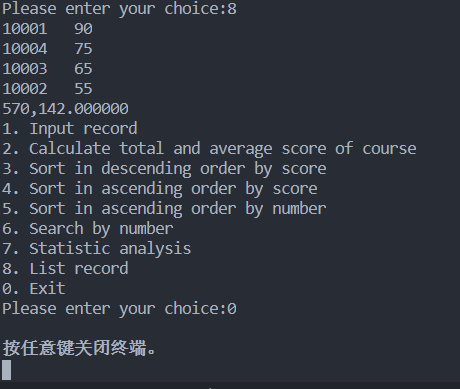 Please enter your choice:8
10001   90
10004   75
10003   65
10002   55
570,142.000000
1. Input record
2. Calculate total and average score of course
3. Sort in descending order by score
4. Sort in ascending order by score
5. Sort in ascending order by number
6. Search by number
7. Statistic analysis
8. List record
0. Exit
Please enter your choice:0
按任意键关闭终端。